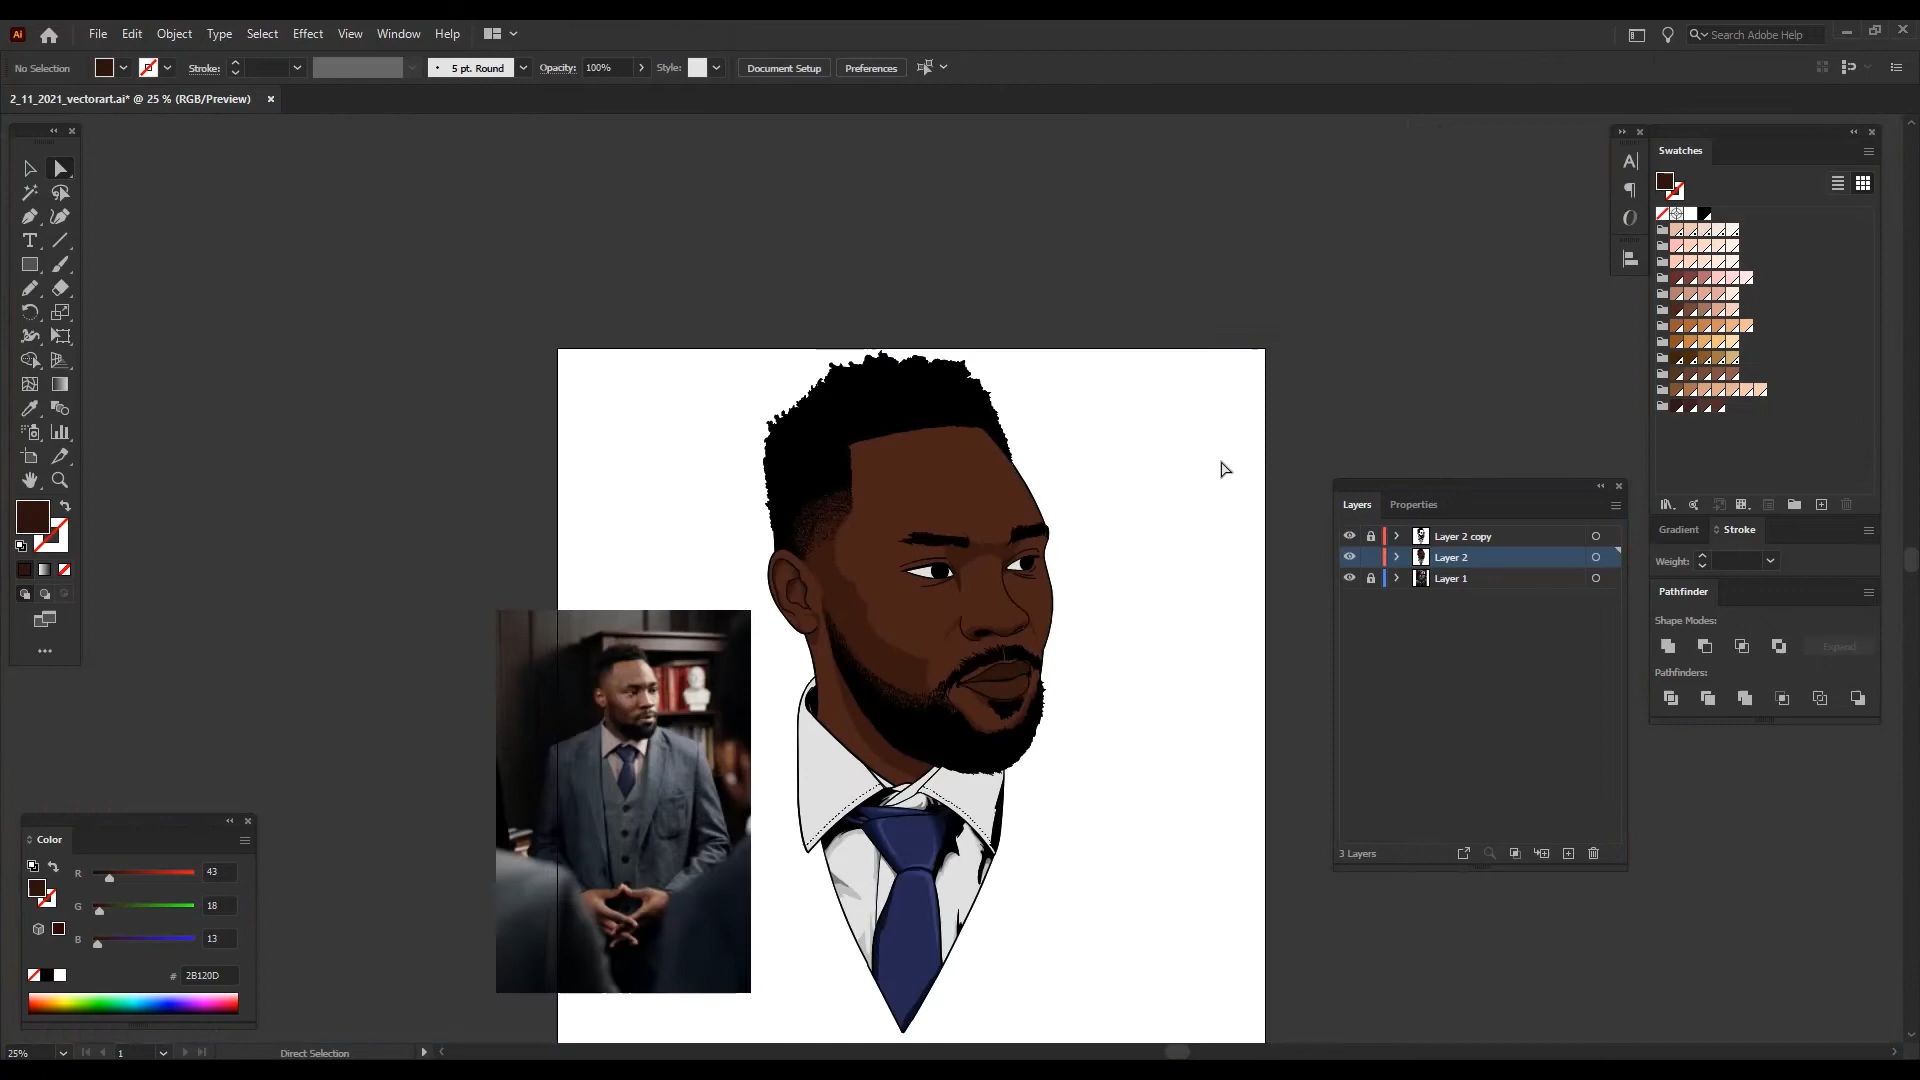 Ai File Edit Object Type Select Effect View Window Help Search Adobe Help
No Selection Stroke: 5 pt. Round Opacity: 100% Style: Document Setup Preferences
2_11_2021_vectorart.ai* @ 25 % (RGB/Preview)
Swatches
Layers Properties
Layer 2 copy
Layer 2
Layer 1
3 Layers
Gradient Stroke
Weight:
Pathfinder
Shape Modes:
Expand
Pathfinders:
Color
R 43
G 18
B 13
# 2B120D
25% 1 Direct Selection